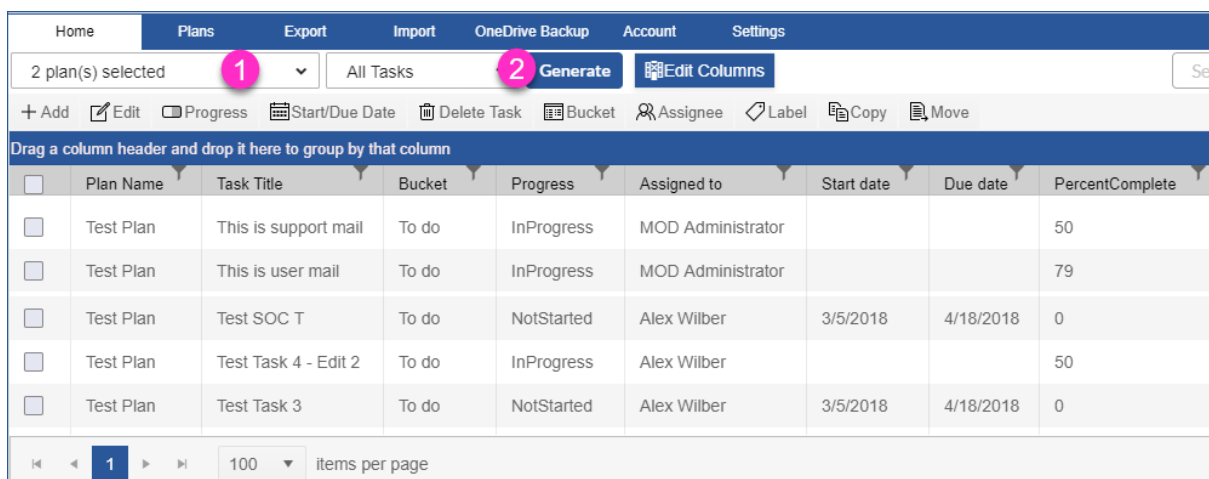 Home Plans Export Import OneDrive Backup Account Settings
2 plan(s) selected 1 All Tasks 2 Generate Edit Columns
+ Add Edit Progress Start/Due Date Delete Task Bucket Assignee Label Copy Move
Drag a column header and drop it here to group by that column
Plan Name Task Title Bucket Progress Assigned to Start date Due date PercentComplete
Test Plan This is support mail To do InProgress MOD Administrator 50
Test Plan This is user mail To do InProgress MOD Administrator 79
Test Plan Test SOC T To do NotStarted Alex Wilber 3/5/2018 4/18/2018 0
Test Plan Test Task 4 - Edit 2 To do InProgress Alex Wilber 50
Test Plan Test Task 3 To do NotStarted Alex Wilber 3/5/2018 4/18/2018 0
1 100 items per page